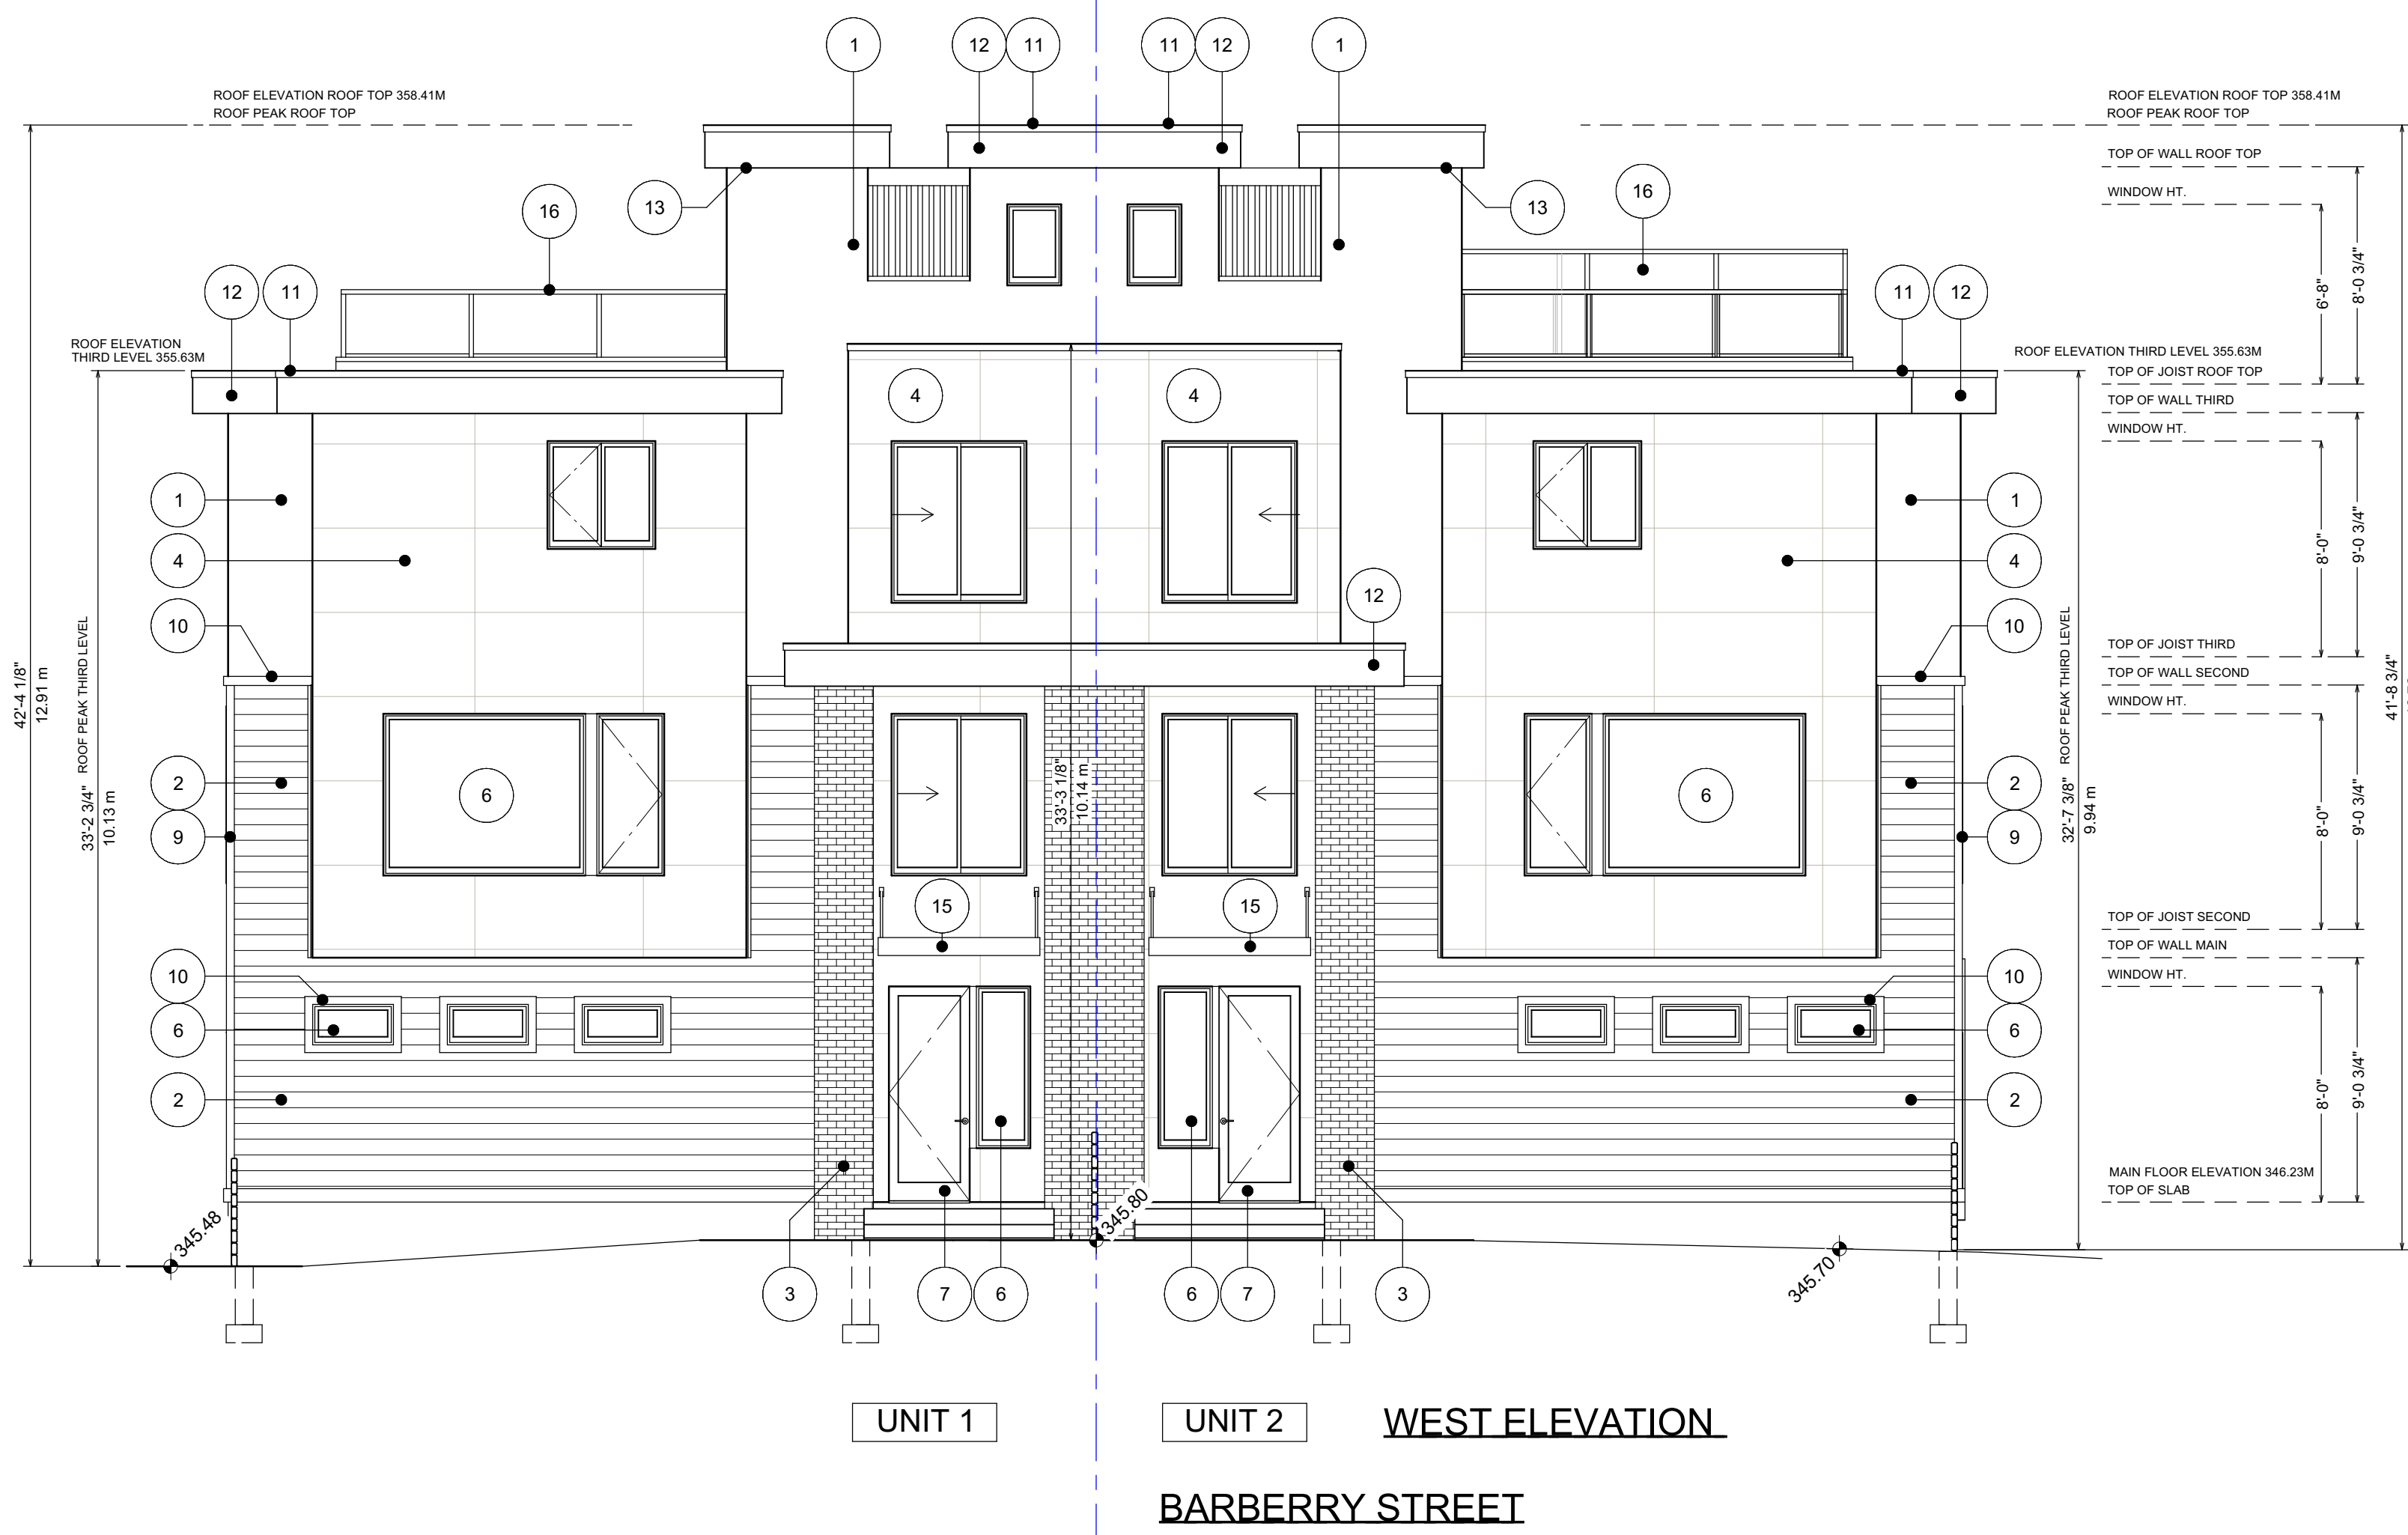 1
12
11
11
12
1
ROOF ELEVATION ROOF TOP 358.41M
ROOF PEAK ROOF TOP
ROOF ELEVATION ROOF TOP 358.41M
ROOF PEAK ROOF TOP
TOP OF WALL ROOF TOP
WINDOW HT.
16
13
13
16
6'-8"
8'-0 3/4"
12
11
11
12
ROOF ELEVATION
THIRD LEVEL 355.63M
ROOF ELEVATION THIRD LEVEL 355.63M
TOP OF JOIST ROOF TOP
TOP OF WALL THIRD
WINDOW HT.
4
4
1
1
4
4
8'-0"
9'-0 3/4"
12
10
10
TOP OF JOIST THIRD
TOP OF WALL SECOND
WINDOW HT.
42'-4 1/8"
12.91 m
33'-2 3/4" ROOF PEAK THIRD LEVEL
10.13 m
33'-3 1/8"
10.14 m
32'-7 3/8" ROOF PEAK THIRD LEVEL
9.94 m
41'-8 3/4"
2
6
6
2
9
9
8'-0"
9'-0 3/4"
15
15
TOP OF JOIST SECOND
TOP OF WALL MAIN
WINDOW HT.
10
10
6
6
2
2
8'-0"
9'-0 3/4"
MAIN FLOOR ELEVATION 346.23M
TOP OF SLAB
345.48
345.80
345.70
3
7
6
6
7
3
UNIT 1
UNIT 2
WEST ELEVATION
BARBERRY STREET